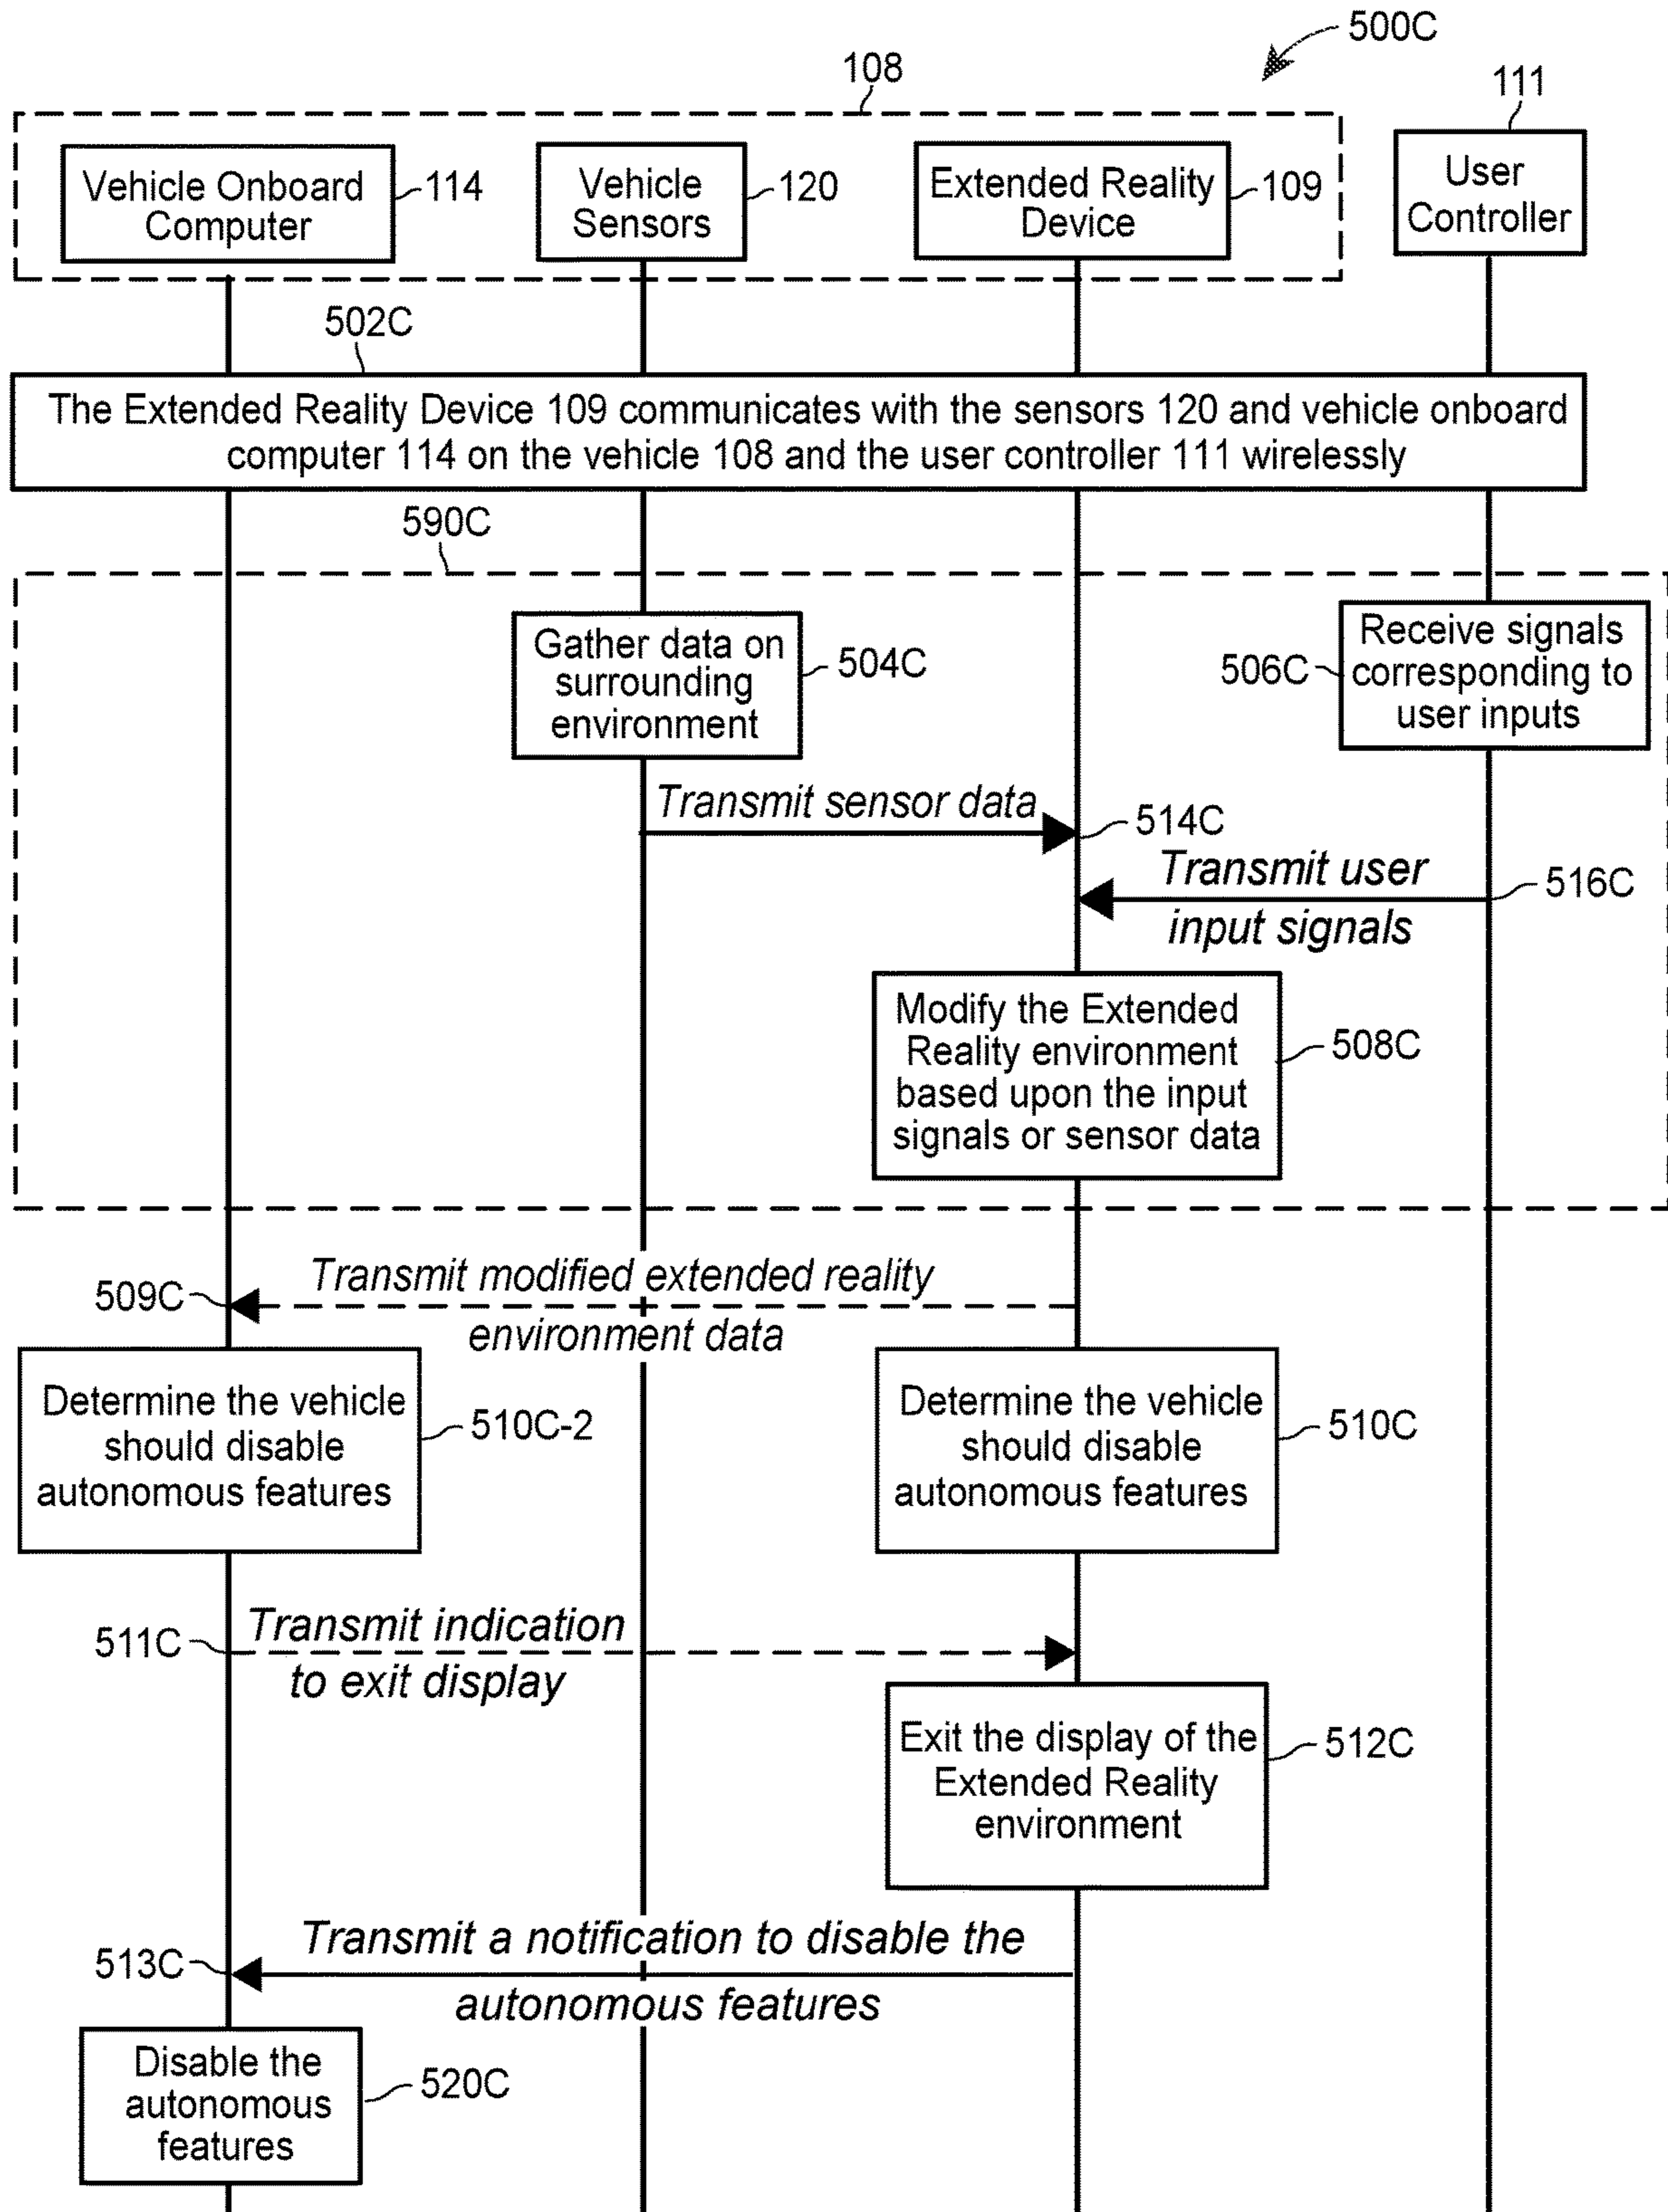 500C
108
111
Vehicle Onboard
Computer
114
Vehicle
Sensors
120
Extended Reality
Device
109
User
Controller
502C
The Extended Reality Device 109 communicates with the sensors 120 and vehicle onboard
computer 114 on the vehicle 108 and the user controller 111 wirelessly
590C
Gather data on
surrounding
environment
504C
506C
Receive signals
corresponding to
user inputs
Transmit sensor data
514C
Transmit user
input signals
516C
Modify the Extended
Reality environment
based upon the input
signals or sensor data
508C
509C
Transmit modified extended reality
environment data
Determine the vehicle
should disable
autonomous features
510C-2
Determine the vehicle
should disable
autonomous features
510C
511C
Transmit indication
to exit display
Exit the display of the
Extended Reality
environment
512C
513C
Transmit a notification to disable the
autonomous features
Disable the
autonomous
features
520C